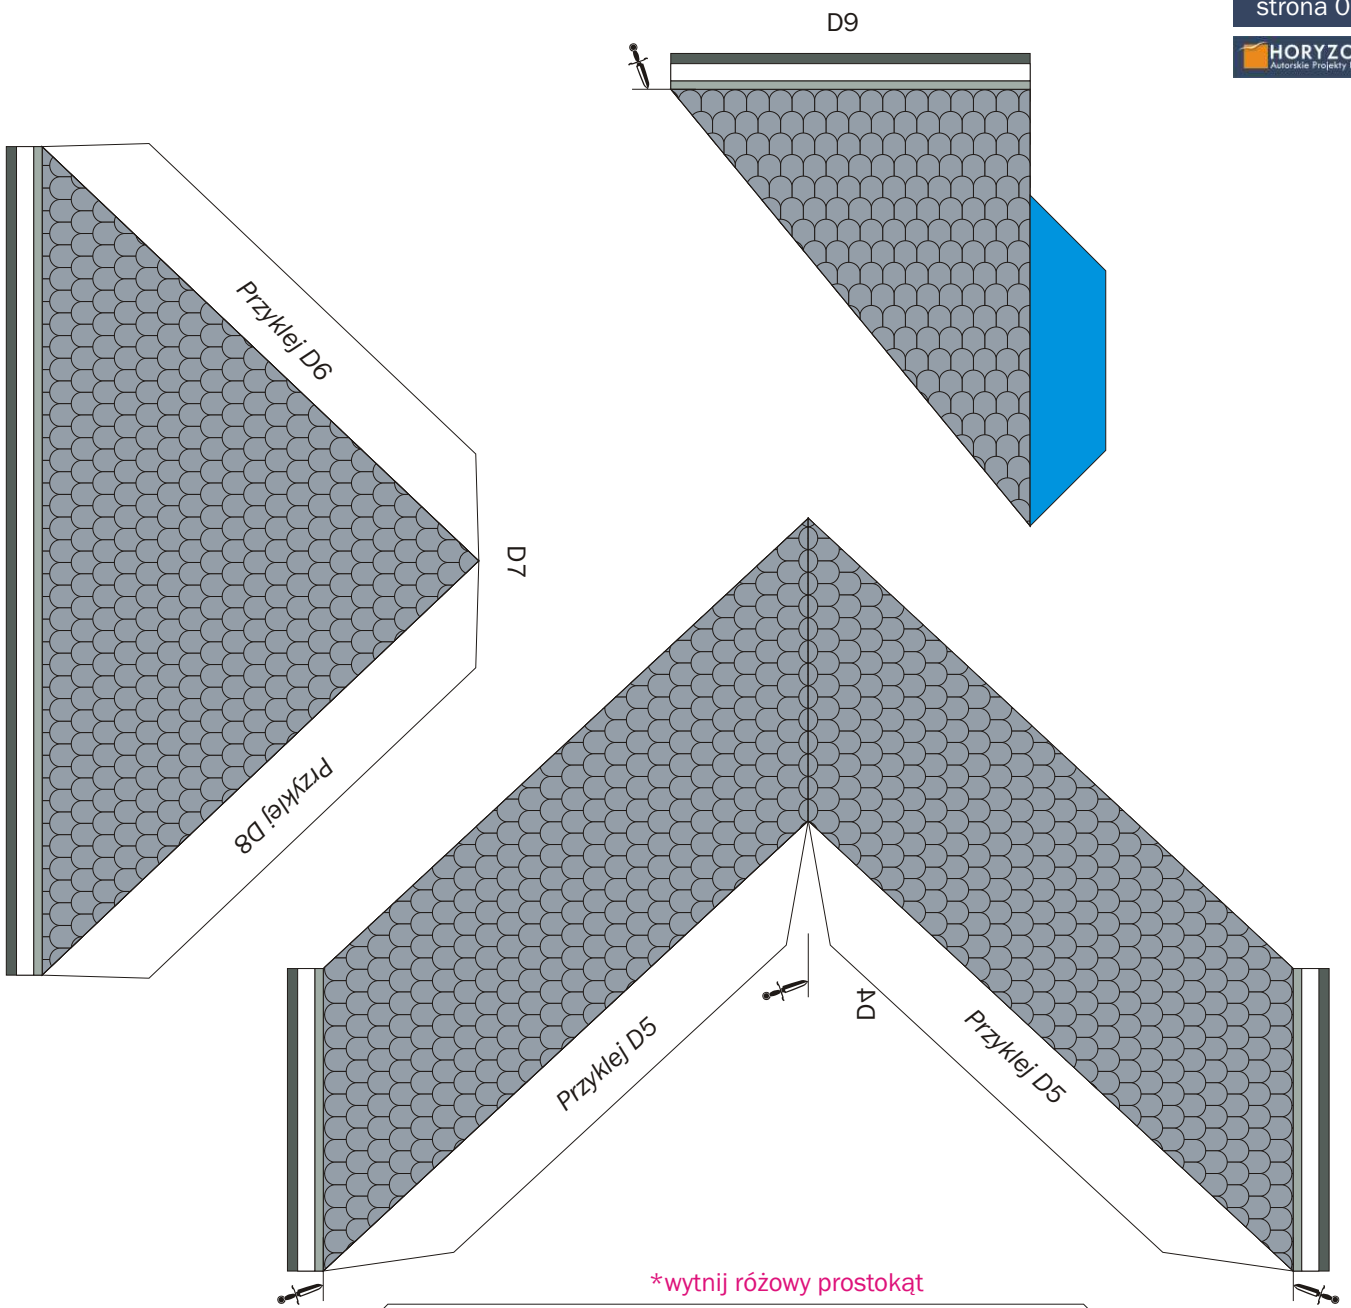 D9
strona 0
HORYZO
Autorskie Projekty
Przyklej D6
D7
Przyklej D8
D4
Przyklej D5
Przyklej D5
*wytnij różowy prostokąt